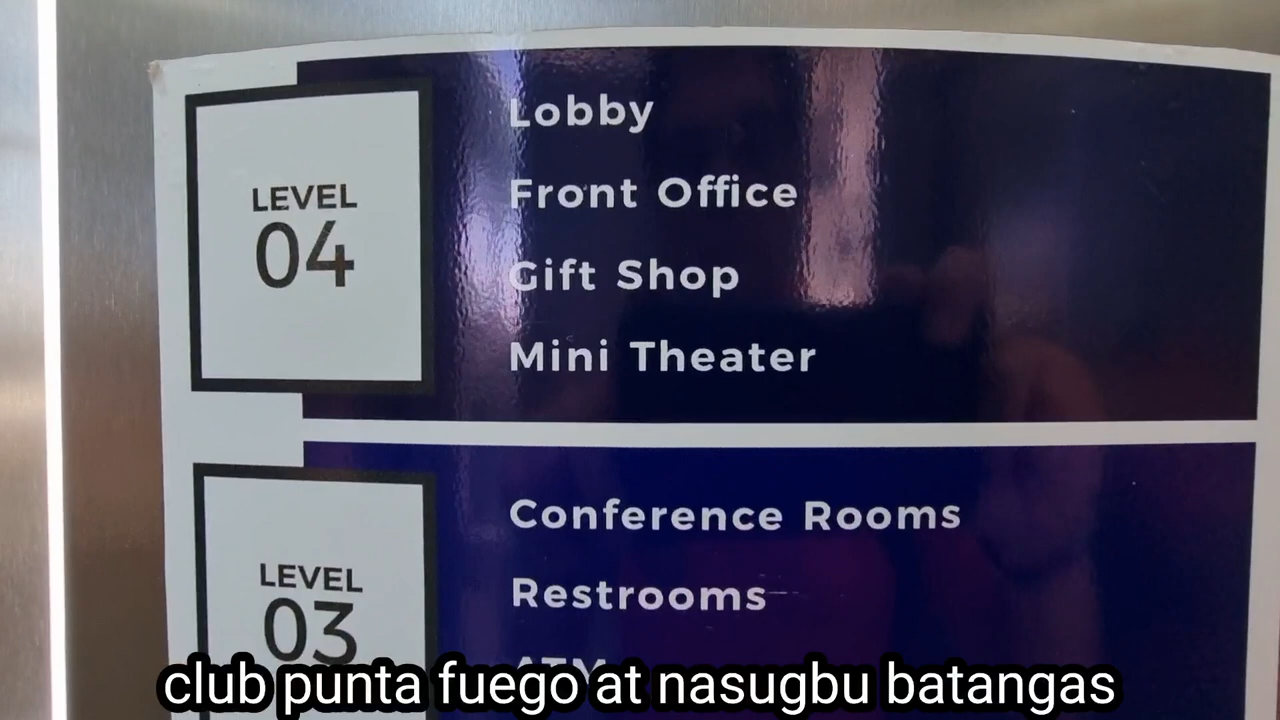 LEVEL
04
Lobby
Front Office
Gift Shop
Mini Theater
LEVEL
03
Conference Rooms
Restrooms
ATM
club punta fuego at nasugbu batangas